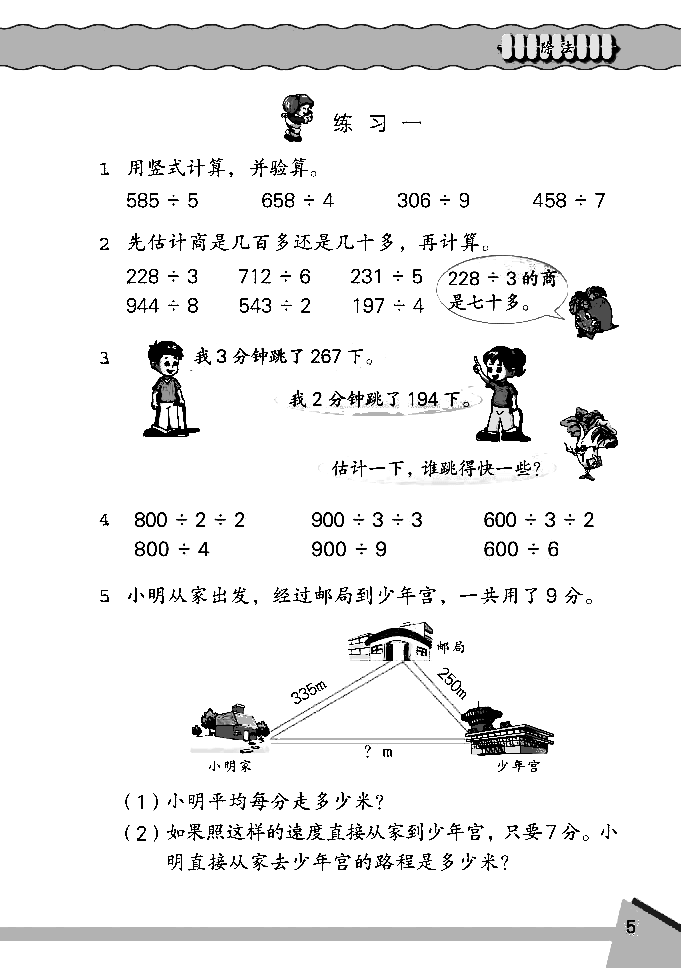 除法
练习一
1. 用竖式计算，并验算。
585 ÷ 5 658 ÷ 4 306 ÷ 9 458 ÷ 7
2. 先估计商是几百多还是几十多，再计算。
228 ÷ 3 712 ÷ 6 231 ÷ 5
944 ÷ 8 543 ÷ 2 197 ÷ 4
228 ÷ 3 的商
是七十多。
3.
我 3 分钟跳了 267 下。
我 2 分钟跳了 194 下。
估计一下，谁跳得快一些？
4. 800 ÷ 2 ÷ 2 900 ÷ 3 ÷ 3 600 ÷ 3 ÷ 2
800 ÷ 4 900 ÷ 9 600 ÷ 6
5. 小明从家出发，经过邮局到少年宫，一共用了 9 分。
邮局
335m
250m
? m
小明家
少年宫
（1）小明平均每分走多少米？
（2）如果照这样的速度直接从家到少年宫，只要 7 分。小
明直接从家去少年宫的路程是多少米？
5